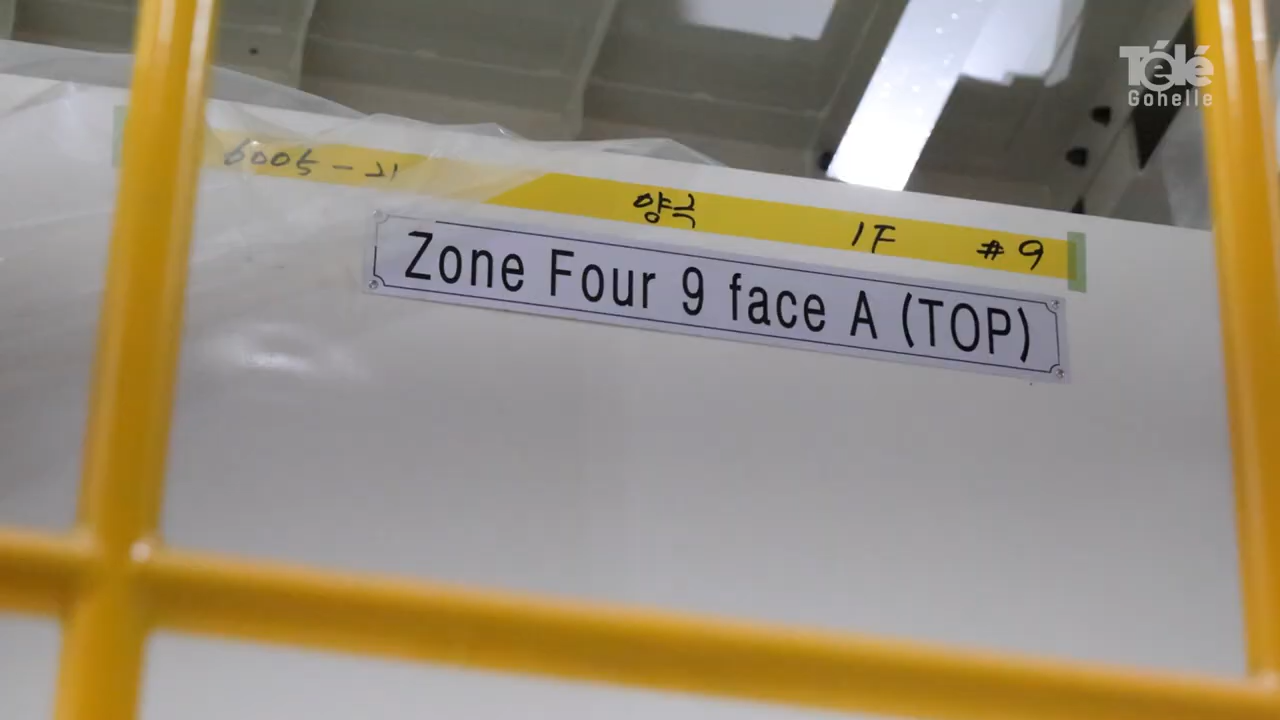 Télé
Gohelle
양극 1F #9
Zone Four 9 face A (TOP)